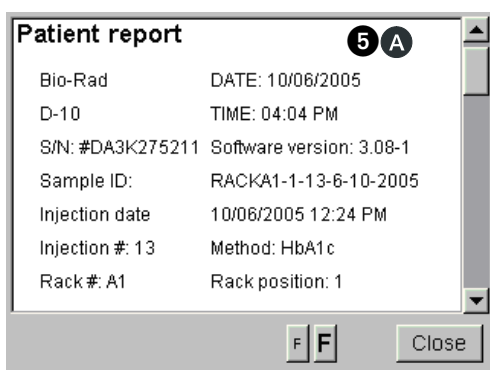 Patient report 5 A
Bio-Rad DATE: 10/06/2005
D-10 TIME: 04:04 PM
S/N: #DA3K275211 Software version: 3.08-1
Sample ID: RACKA1-1-13-6-10-2005
Injection date 10/06/2005 12:24 PM
Injection #: 13 Method: HbA1c
Rack #: A1 Rack position: 1
F F Close